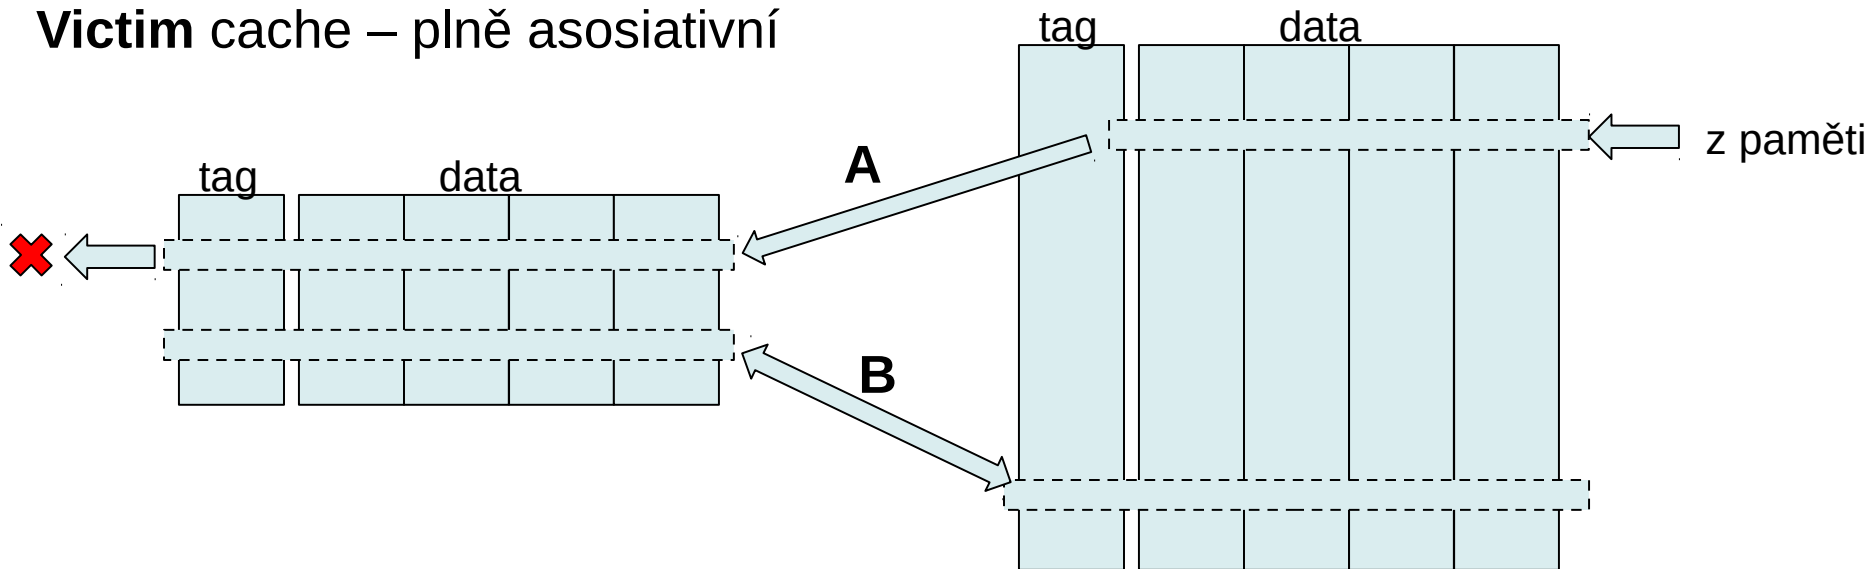 Victim cache – plně asosiativní
tag
data
z paměti
A
tag
data
B